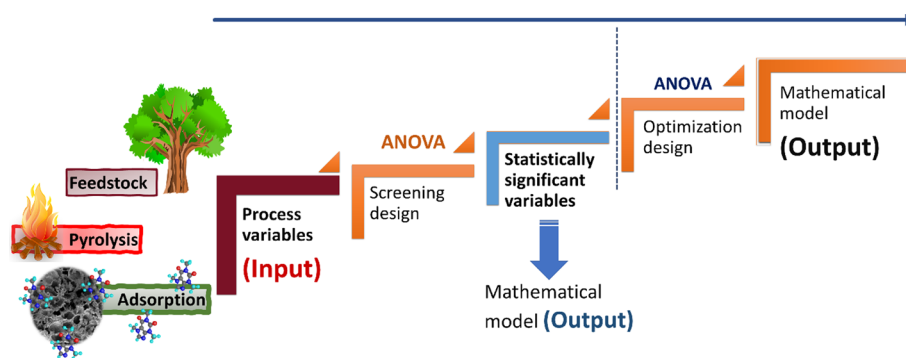 Feedstock
Pyrolysis
Adsorption
Process
variables
(Input)
ANOVA
Screening
design
Statistically
significant
variables
Mathematical
model (Output)
ANOVA
Optimization
design
Mathematical
model
(Output)